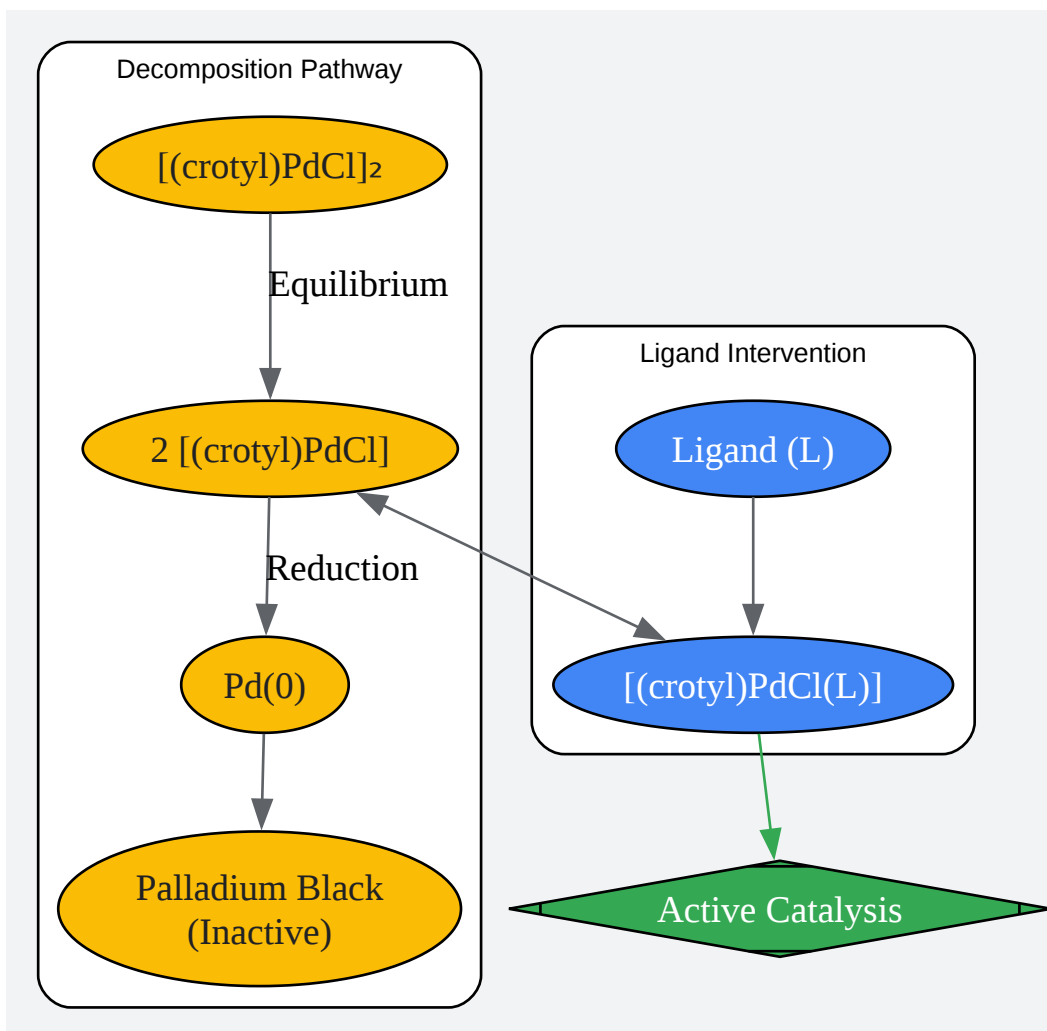 Decomposition Pathway
[(crotyl)PdCl]₂
Equilibrium
2 [(crotyl)PdCl]
Reduction
Pd(0)
Palladium Black
(Inactive)
Ligand Intervention
Ligand (L)
[(crotyl)PdCl(L)]
Active Catalysis